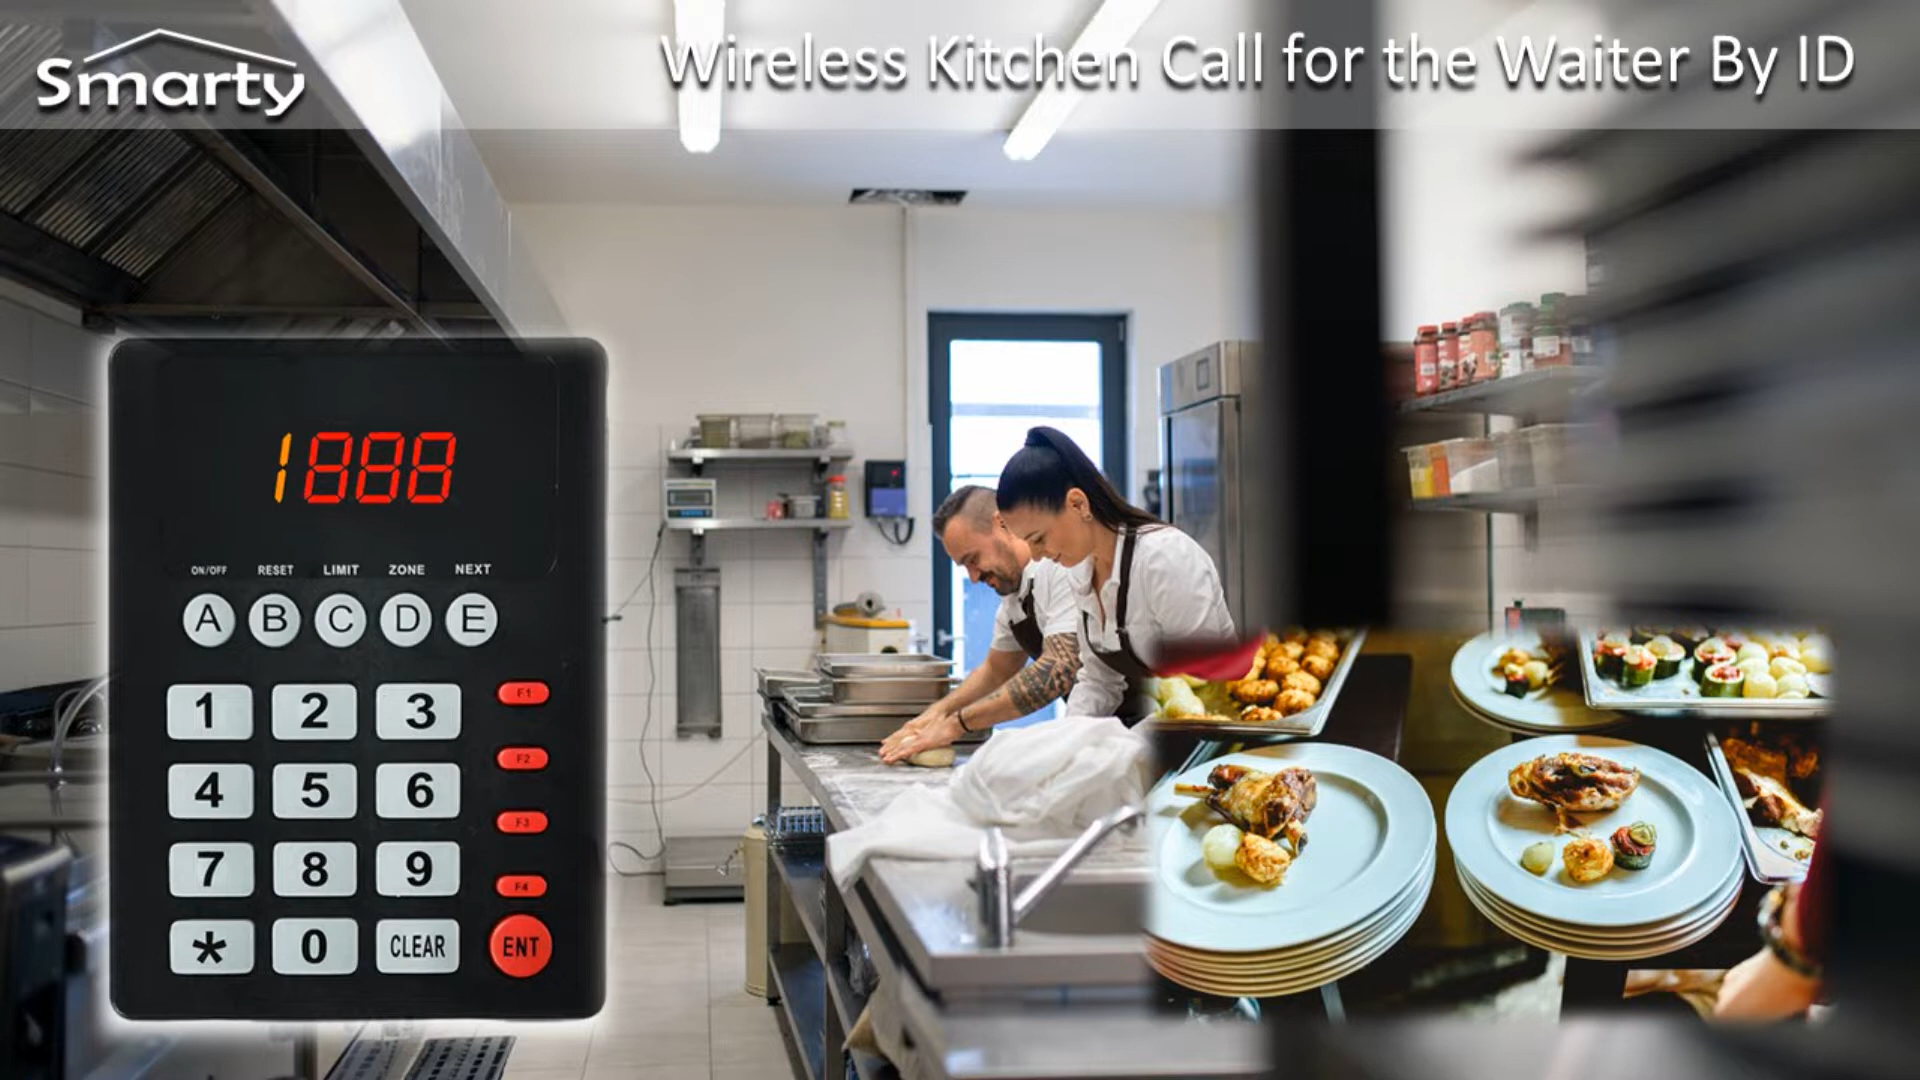 Smarty
Wireless Kitchen Call for the Waiter By ID
1888
ON/OFF RESET LIMIT ZONE NEXT
A B C D E
1 2 3 F1
4 5 6 F2
7 8 9 F3
F4
* 0 CLEAR ENT